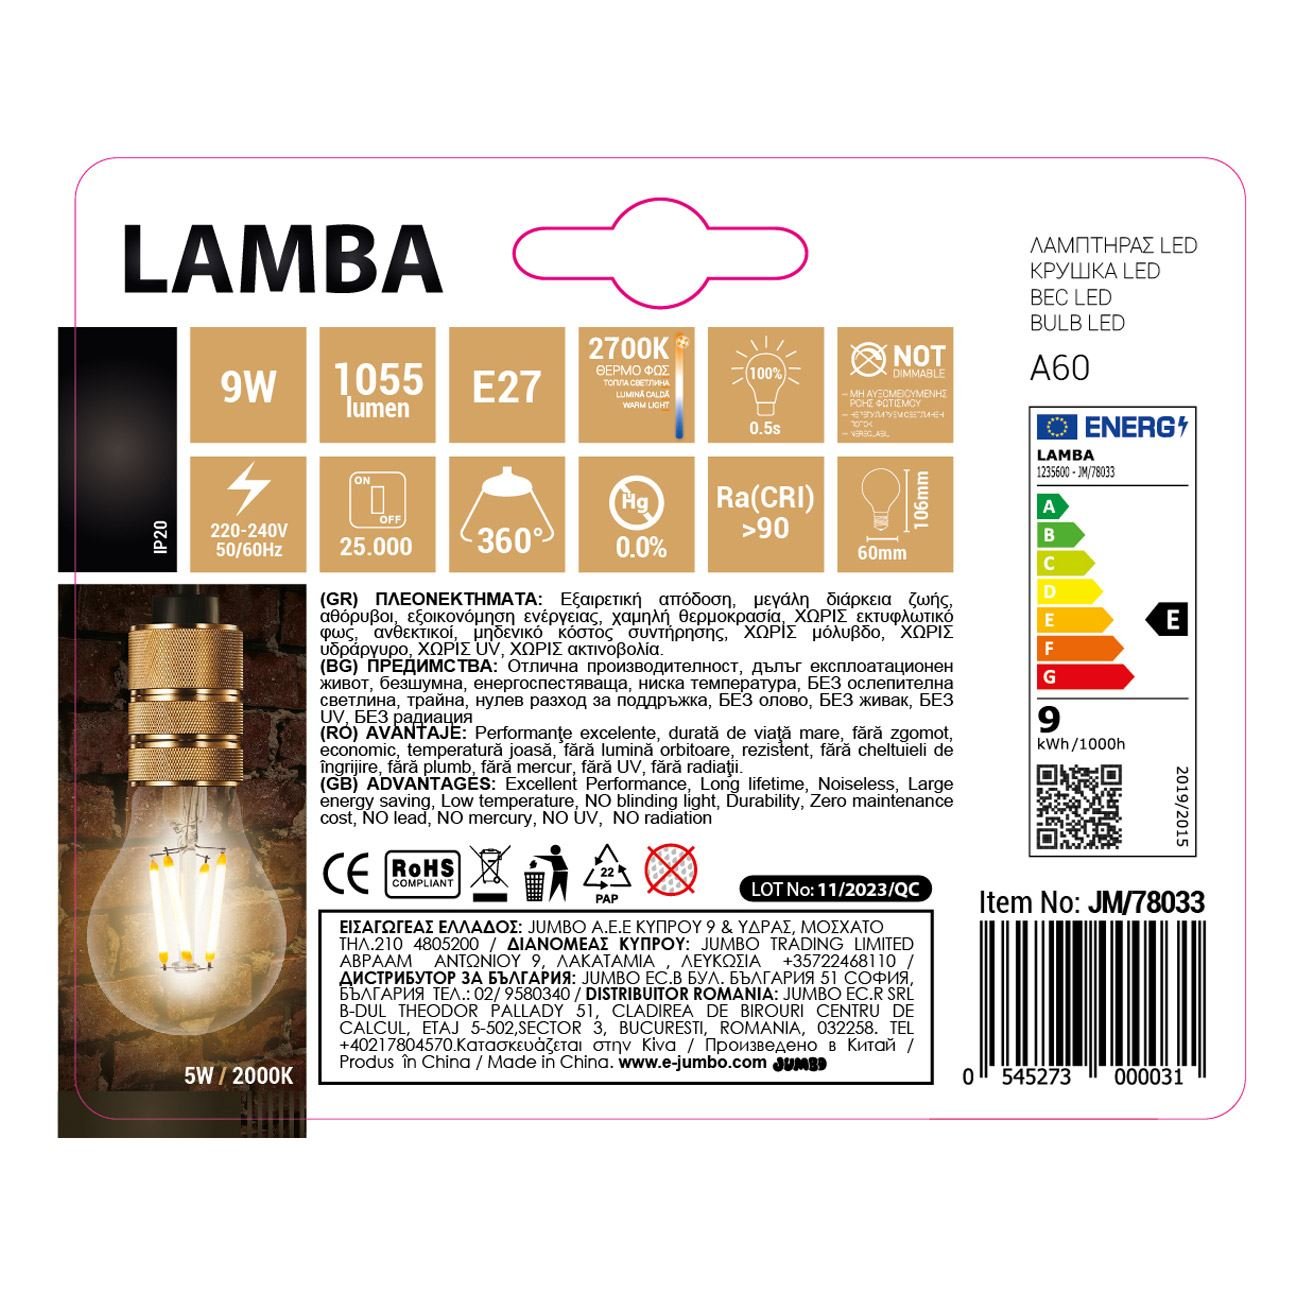 LAMBA
ΛΑΜΠΤΗΡΑΣ LED
КРУШКА LED
BEC LED
BULB LED
A60
IP20
9W
1055
lumen
E27
2700K
ΘΕΡΜΟ ΦΩΣ
ТОПЛА СВЕТЛИНА
LUMINĂ CALDĂ
WARM LIGHT
100%
0.5s
NOT
DIMMABLE
– ΜΗ ΑΥΞΟΜΕΙΟΥΜΕΝΗΣ
ΡΟΗΣ ΦΩΤΙΣΜΟΥ
220-240V
50/60Hz
ON
OFF
25.000
360°
Hg
0.0%
Ra(CRI)
>90
106mm
60mm
ENERG
LAMBA
1235600 - JM/78033
A
B
C
D
E
F
G
E
9
kWh/1000h
2019/2015
(GR) ΠΛΕΟΝΕΚΤΗΜΑΤΑ: Εξαιρετική απόδοση, μεγάλη διάρκεια ζωής,
αθόρυβοι, εξοικονόμηση ενέργειας, χαμηλή θερμοκρασία, ΧΩΡΙΣ εκτυφλωτικό
φως, ανθεκτικοί, μηδενικό κόστος συντήρησης, ΧΩΡΙΣ μόλυβδο, ΧΩΡΙΣ
υδράργυρο, ΧΩΡΙΣ UV, ΧΩΡΙΣ ακτινοβολία.
(BG) ПРЕДИМСТВА: Отлична производителност, дълъг експлоатационен
живот, безшумна, енергоспестяваща, ниска температура, БЕЗ ослепителна
светлина, трайна, нулев разход за поддръжка, БЕЗ олово, БЕЗ живак, БЕЗ
UV, БЕЗ радиация
(RO) AVANTAJE: Performanţe excelente, durată de viaţă mare, fără zgomot,
economic, temperatură joasă, fără lumină orbitoare, rezistent, fără cheltuieli de
îngrijire, fără plumb, fără mercur, fără UV, fără radiaţii.
(GB) ADVANTAGES: Excellent Performance, Long lifetime, Noiseless, Large
energy saving, Low temperature, NO blinding light, Durability, Zero maintenance
cost, NO lead, NO mercury, NO UV, NO radiation
CE
RoHS
COMPLIANT
22
PAP
LOT No: 11/2023/QC
ΕΙΣΑΓΩΓΕΑΣ ΕΛΛΑΔΟΣ: JUMBO A.E.E ΚΥΠΡΟΥ 9 & ΥΔΡΑΣ, ΜΟΣΧΑΤΟ
ΤΗΛ.210 4805200 / ΔΙΑΝΟΜΕΑΣ ΚΥΠΡΟΥ: JUMBO TRADING LIMITED
ΑΒΡΑΑΜ ΑΝΤΩΝΙΟΥ 9, ΛΑΚΑΤΑΜΙΑ , ΛΕΥΚΩΣΙΑ +35722468110 /
ДИСТРИБУТОР ЗА БЪЛГАРИЯ: JUMBO EC.B БУЛ. БЪЛГАРИЯ 51 СОФИЯ,
БЪЛГАРИЯ ТЕЛ.: 02/ 9580340 / DISTRIBUITOR ROMANIA: JUMBO EC.R SRL
B-DUL THEODOR PALLADY 51, CLADIREA DE BIROURI CENTRU DE
CALCUL, ETAJ 5-502,SECTOR 3, BUCURESTI, ROMANIA, 032258. TEL
+40217804570.Κατασκευάζεται στην Κίνα / Произведено в Китай /
Produs în China / Made in China. www.e-jumbo.com JUMBO
5W / 2000K
Item No: JM/78033
0 545273 000031